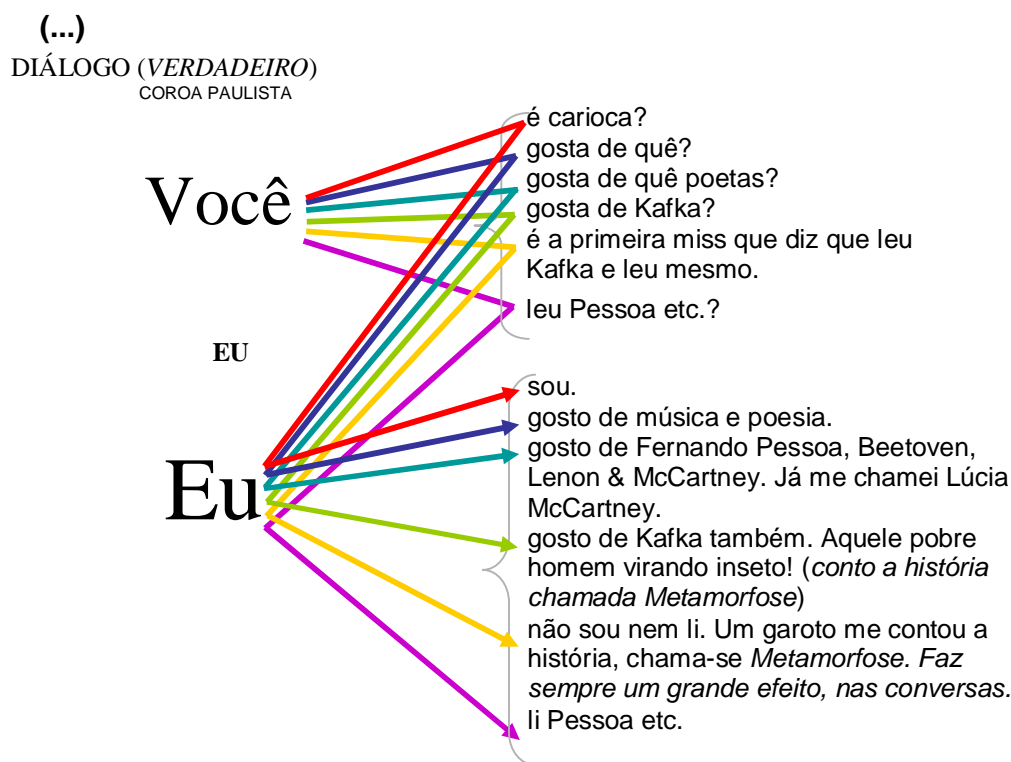 (...)
DIÁLOGO (VERDADEIRO)
COROA PAULISTA
Você
é carioca?
gosta de quê?
gosta de quê poetas?
gosta de Kafka?
é a primeira miss que diz que leu
Kafka e leu mesmo.
leu Pessoa etc.?
EU
Eu
sou.
gosto de música e poesia.
gosto de Fernando Pessoa, Beetoven,
Lenon & McCartney. Já me chamei Lúcia
McCartney.
gosto de Kafka também. Aquele pobre
homem virando inseto! (conto a história
chamada Metamorfose)
não sou nem li. Um garoto me contou a
história, chama-se Metamorfose. Faz
sempre um grande efeito, nas conversas.
li Pessoa etc.